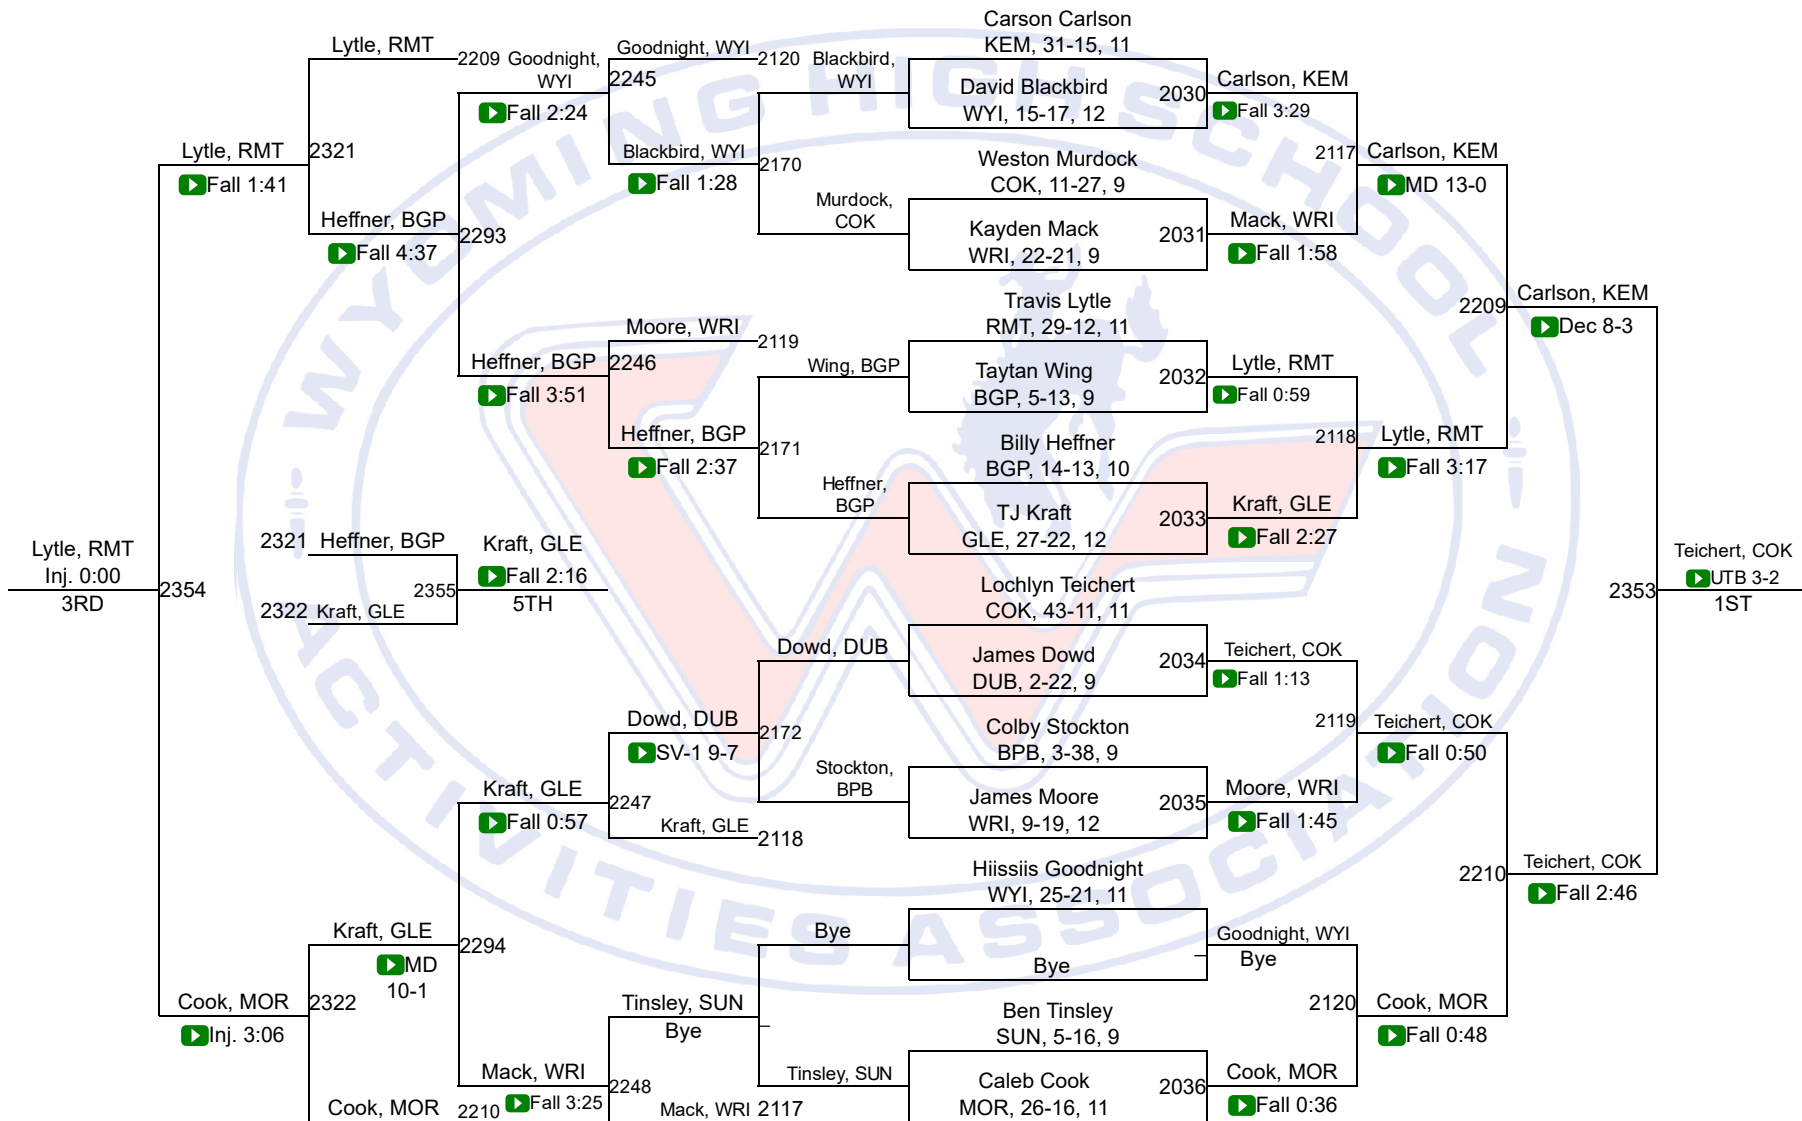 Carson Carlson
KEM, 31-15, 11
Lytle, RMT
2209
Goodnight,
WYI
Goodnight, WYI
2120
Blackbird,
WYI
2245
Fall 2:24
David Blackbird
WYI, 15-17, 12
2030
Carlson, KEM
Fall 3:29
Lytle, RMT
Fall 1:41
2321
Blackbird, WYI
Fall 1:28
2170
Weston Murdock
COK, 11-27, 9
2117
Carlson, KEM
MD 13-0
Murdock,
COK
Kayden Mack
WRI, 22-21, 9
2031
Mack, WRI
Fall 1:58
Heffner, BGP
Fall 4:37
2293
Travis Lytle
RMT, 29-12, 11
2209
Carlson, KEM
Dec 8-3
Moore, WRI
2119
Heffner, BGP
Fall 3:51
2246
Wing, BGP
Taytan Wing
BGP, 5-13, 9
2032
Lytle, RMT
Fall 0:59
Heffner, BGP
Fall 2:37
2171
Billy Heffner
BGP, 14-13, 10
2118
Lytle, RMT
Fall 3:17
Heffner,
BGP
TJ Kraft
GLE, 27-22, 12
2033
Kraft, GLE
Fall 2:27
Lytle, RMT
Inj. 0:00
3RD
2354
2321
Heffner, BGP
2322
Kraft, GLE
2355
Kraft, GLE
Fall 2:16
5TH
Lochlyn Teichert
COK, 43-11, 11
2353
Teichert, COK
UTB 3-2
1ST
Dowd, DUB
James Dowd
DUB, 2-22, 9
2034
Teichert, COK
Fall 1:13
Dowd, DUB
SV-1 9-7
2172
Colby Stockton
BPB, 3-38, 9
2119
Teichert, COK
Fall 0:50
Stockton,
BPB
James Moore
WRI, 9-19, 12
2035
Moore, WRI
Fall 1:45
Kraft, GLE
Fall 0:57
2247
Kraft, GLE
2118
Hiissiis Goodnight
WYI, 25-21, 11
2210
Teichert, COK
Fall 2:46
Kraft, GLE
MD
10-1
2294
Bye
Bye
Goodnight, WYI
Bye
Cook, MOR
Inj. 3:06
2322
Tinsley, SUN
Bye
Ben Tinsley
SUN, 5-16, 9
2120
Cook, MOR
Fall 0:48
Mack, WRI
Fall 3:25
2248
Tinsley, SUN
Caleb Cook
MOR, 26-16, 11
2036
Cook, MOR
Fall 0:36
Cook, MOR
2210
Mack, WRI
2117
WYOMING HIGH SCHOOL
ACTIVITIES ASSOCIATION